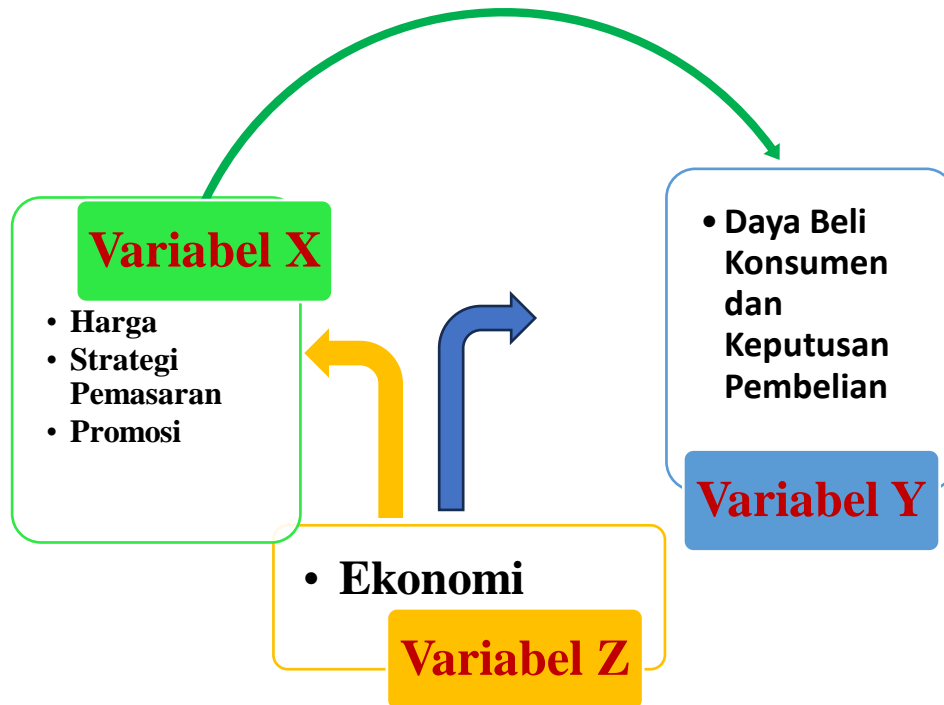 Variabel X
• Harga
• Strategi
Pemasaran
• Promosi
• Daya Beli
Konsumen
dan
Keputusan
Pembelian
Variabel Y
• Ekonomi
Variabel Z